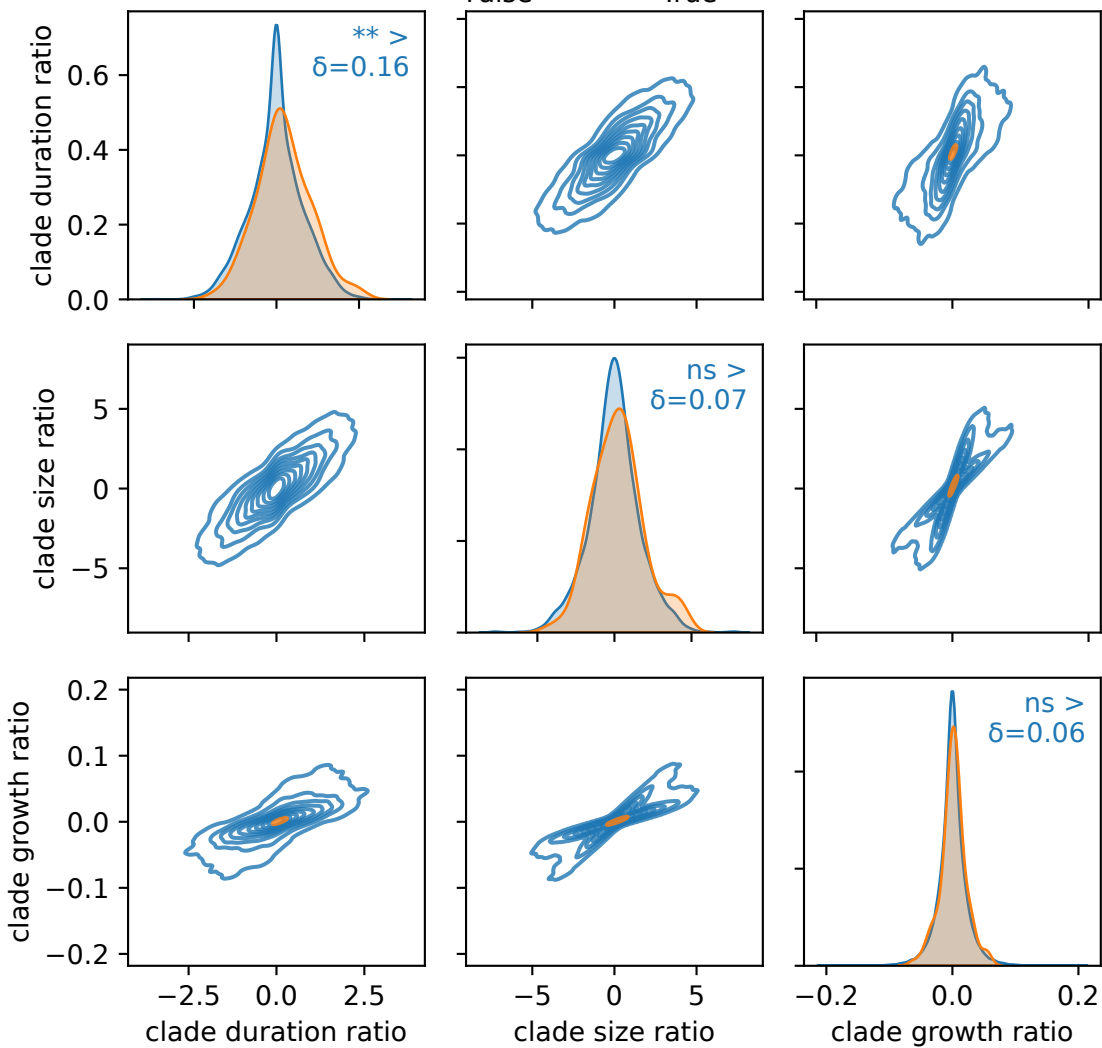 clade duration ratio
0.6
0.4
0.2
0.0
** >
δ=0.16
clade size ratio
5
0
−5
ns >
δ=0.07
clade growth ratio
0.2
0.1
0.0
−0.1
−0.2
ns >
δ=0.06
−2.5 0.0 2.5
clade duration ratio
−5 0 5
clade size ratio
−0.2 0.0 0.2
clade growth ratio